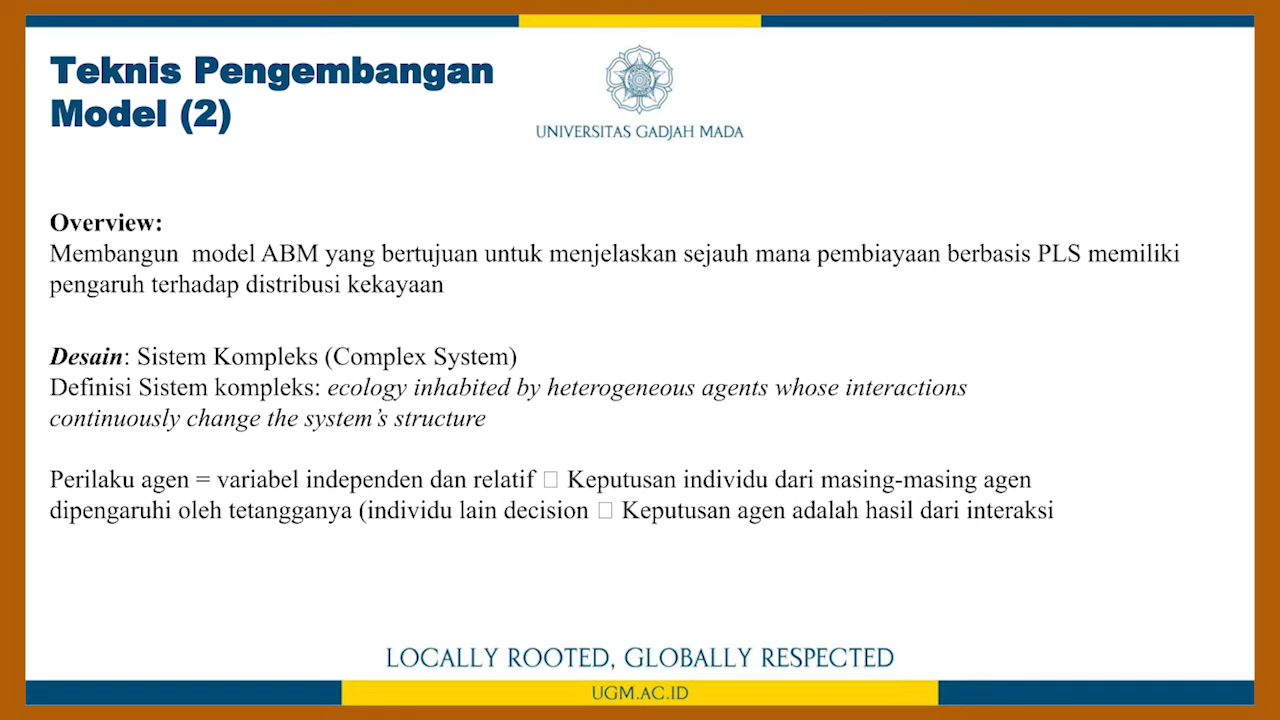 Teknis Pengembangan
Model (2)
UNIVERSITAS GADJAH MADA
Overview:
Membangun  model ABM yang bertujuan untuk menjelaskan sejauh mana pembiayaan berbasis PLS memiliki
pengaruh terhadap distribusi kekayaan
Desain: Sistem Kompleks (Complex System)
Definisi Sistem kompleks: ecology inhabited by heterogeneous agents whose interactions
continuously change the system’s structure
Perilaku agen = variabel independen dan relatif □ Keputusan individu dari masing-masing agen
dipengaruhi oleh tetangganya (individu lain decision □ Keputusan agen adalah hasil dari interaksi
LOCALLY ROOTED, GLOBALLY RESPECTED
UGM.AC.ID